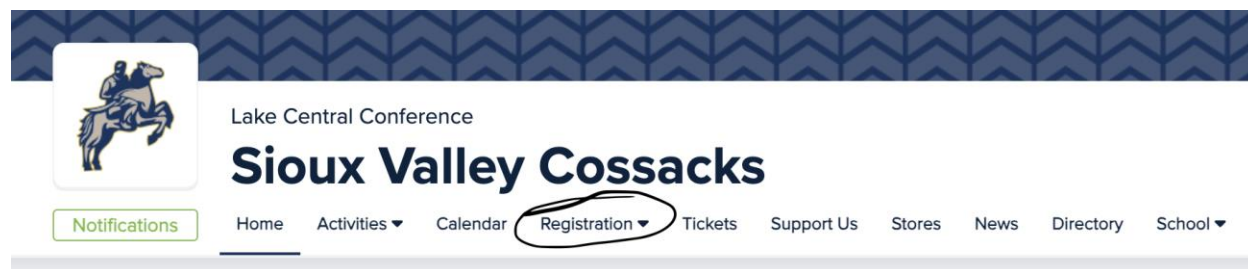 Lake Central Conference
Sioux Valley Cossacks
Notifications Home Activities Calendar Registration Tickets Support Us Stores News Directory School